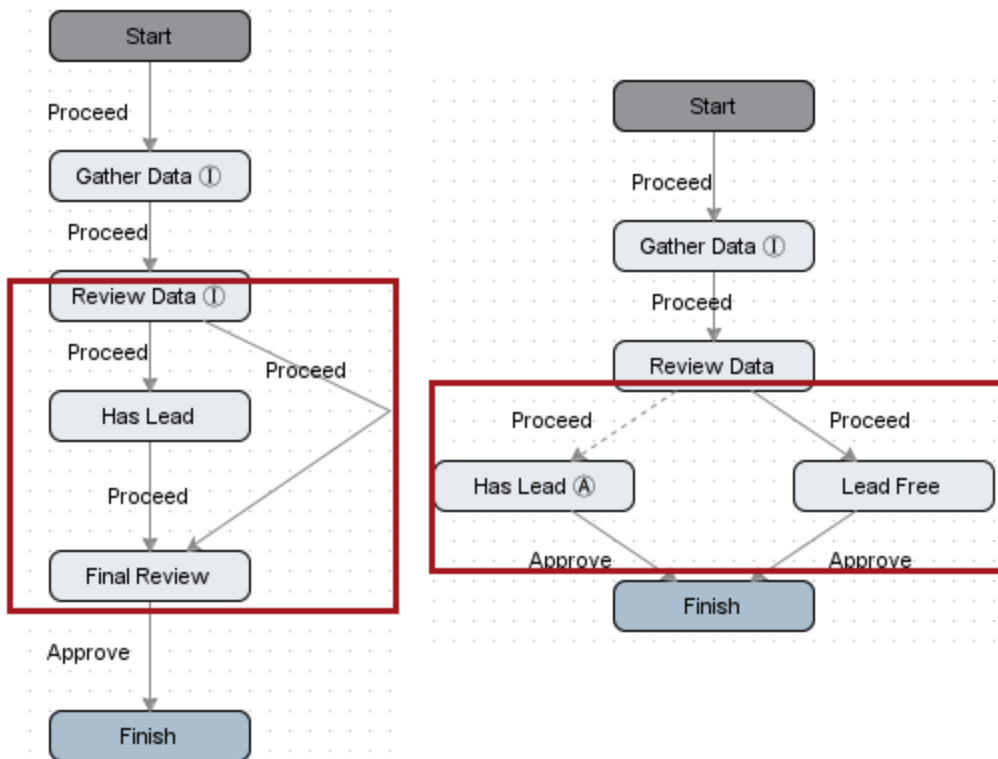 Start
Proceed
Gather Data Ⓘ
Proceed
Review Data Ⓘ
Proceed
Proceed
Has Lead
Proceed
Final Review
Approve
Finish
Start
Proceed
Gather Data Ⓘ
Proceed
Review Data
Proceed
Proceed
Has Lead Ⓐ
Lead Free
Approve
Approve
Finish